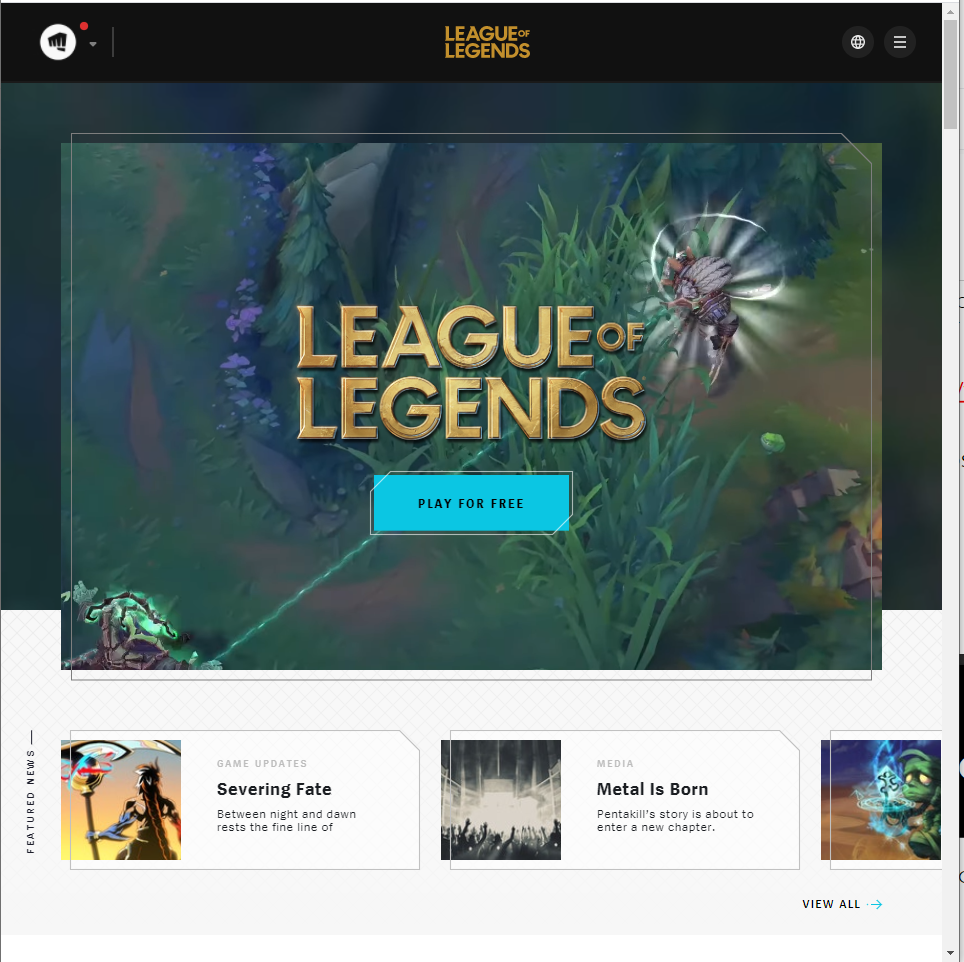 LEAGUE OF
LEGENDS
LEAGUE OF
LEGENDS
PLAY FOR FREE
FEATURED NEWS
GAME UPDATES
Severing Fate
Between night and dawn
rests the fine line of
MEDIA
Metal Is Born
Pentakill's story is about to
enter a new chapter.
VIEW ALL